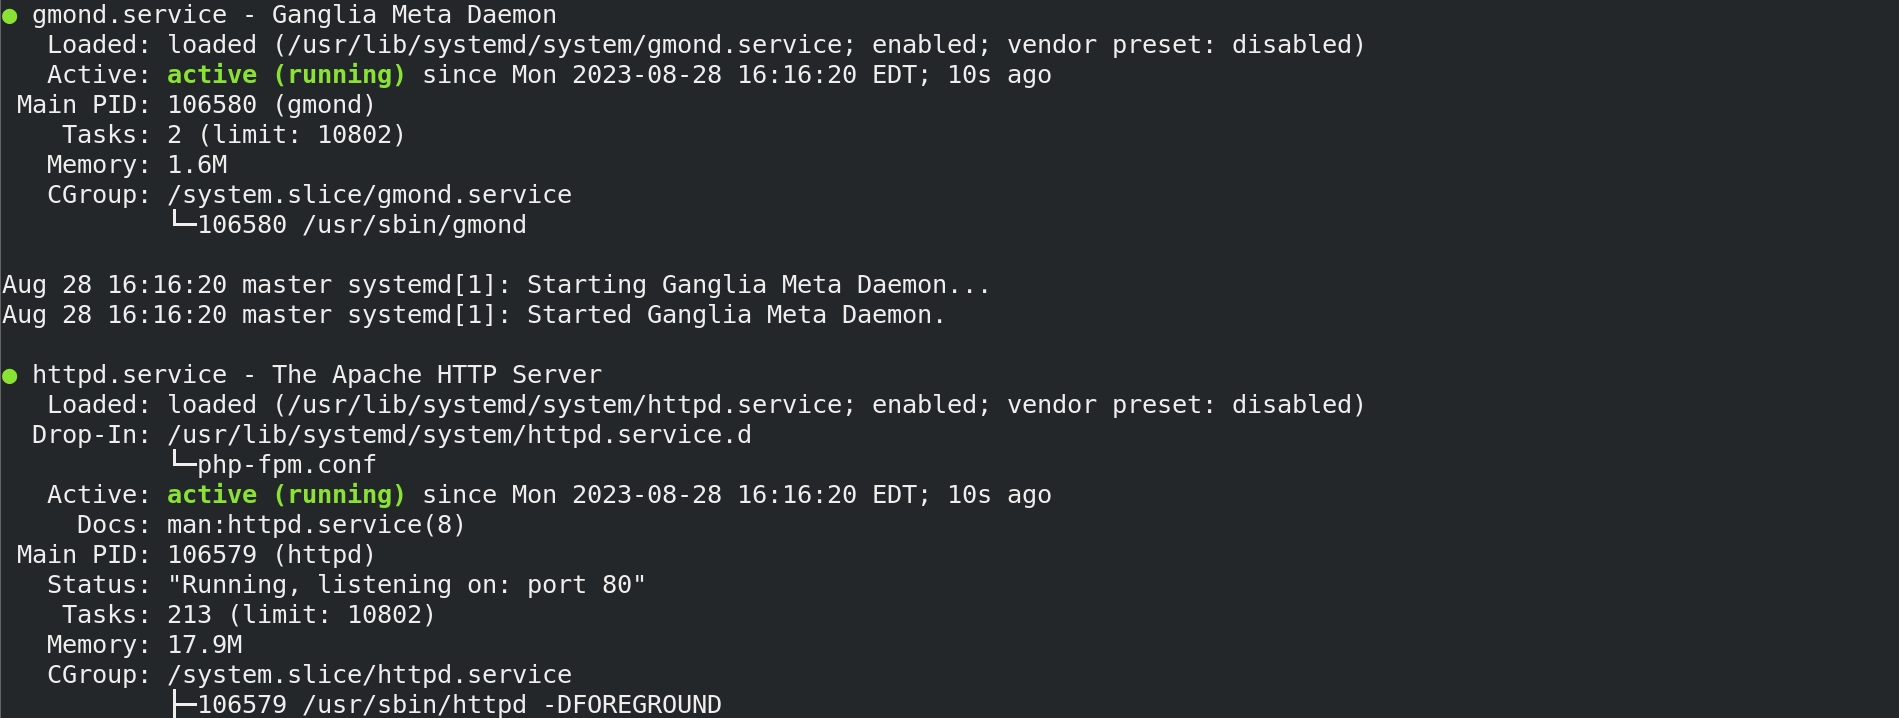 ● gmond.service - Ganglia Meta Daemon
   Loaded: loaded (/usr/lib/systemd/system/gmond.service; enabled; vendor preset: disabled)
   Active: active (running) since Mon 2023-08-28 16:16:20 EDT; 10s ago
 Main PID: 106580 (gmond)
    Tasks: 2 (limit: 10802)
   Memory: 1.6M
   CGroup: /system.slice/gmond.service
           └─106580 /usr/sbin/gmond

Aug 28 16:16:20 master systemd[1]: Starting Ganglia Meta Daemon...
Aug 28 16:16:20 master systemd[1]: Started Ganglia Meta Daemon.

● httpd.service - The Apache HTTP Server
   Loaded: loaded (/usr/lib/systemd/system/httpd.service; enabled; vendor preset: disabled)
  Drop-In: /usr/lib/systemd/system/httpd.service.d
           └─php-fpm.conf
   Active: active (running) since Mon 2023-08-28 16:16:20 EDT; 10s ago
     Docs: man:httpd.service(8)
 Main PID: 106579 (httpd)
   Status: "Running, listening on: port 80"
    Tasks: 213 (limit: 10802)
   Memory: 17.9M
   CGroup: /system.slice/httpd.service
           ├─106579 /usr/sbin/httpd -DFOREGROUND